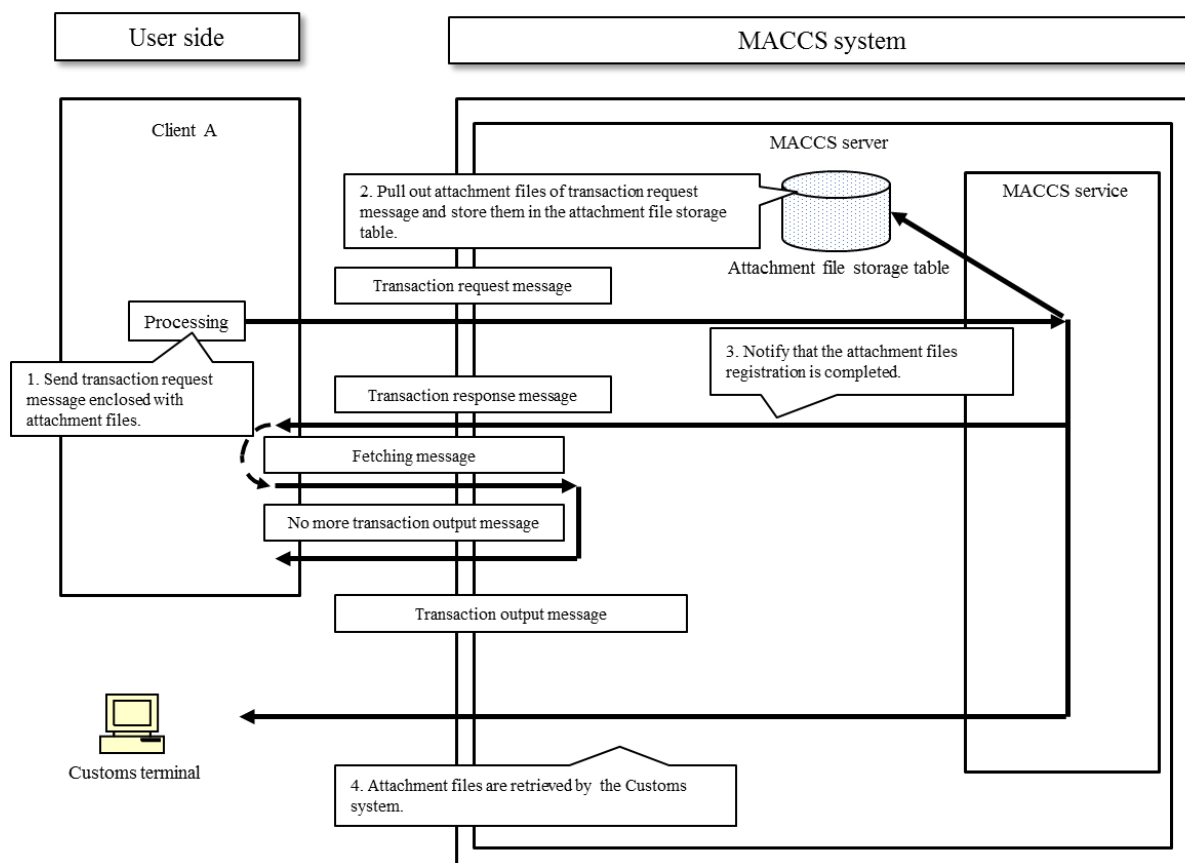 User side
MACCS system
Client A
MACCS server
2. Pull out attachment files of transaction request
message and store them in the attachment file storage
table.
MACCS service
Attachment file storage table
Transaction request message
Processing
3. Notify that the attachment files
registration is completed.
1. Send transaction request
message enclosed with
attachment files.
Transaction response message
Fetching message
No more transaction output message
Transaction output message
Customs terminal
4. Attachment files are retrieved by the Customs
system.